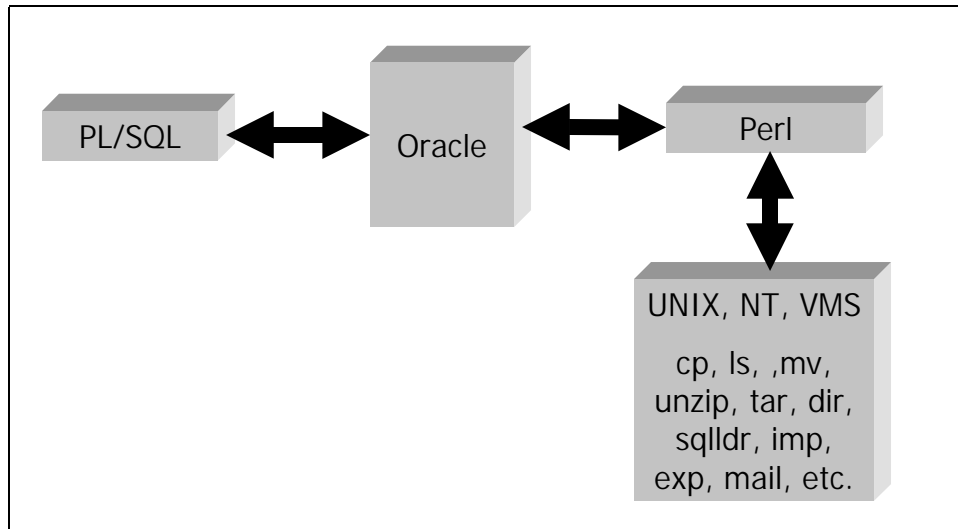 PL/SQL
Oracle
Perl
UNIX, NT, VMS
cp, ls, ,mv,
unzip, tar, dir,
sqlldr, imp,
exp, mail, etc.